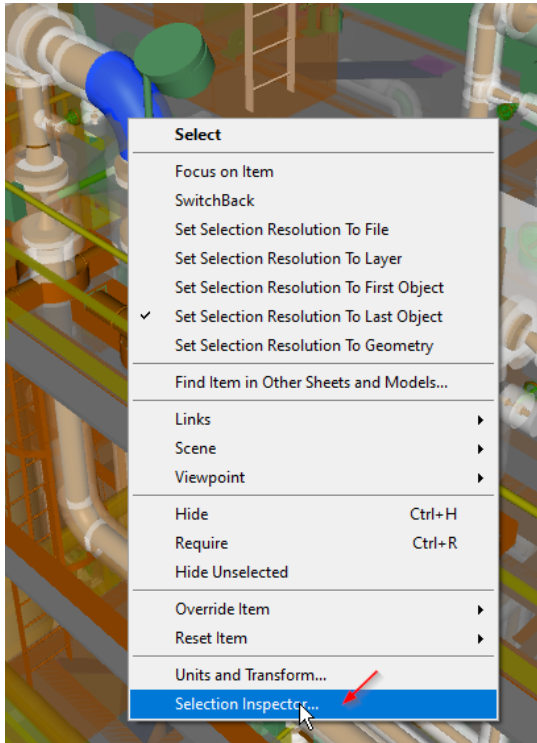 Select
Focus on Item
SwitchBack
Set Selection Resolution To File
Set Selection Resolution To Layer
Set Selection Resolution To First Object
Set Selection Resolution To Last Object
Set Selection Resolution To Geometry
Find Item in Other Sheets and Models...
Links
Scene
Viewpoint
Hide Ctrl+H
Require Ctrl+R
Hide Unselected
Override Item
Reset Item
Units and Transform...
Selection Inspector...